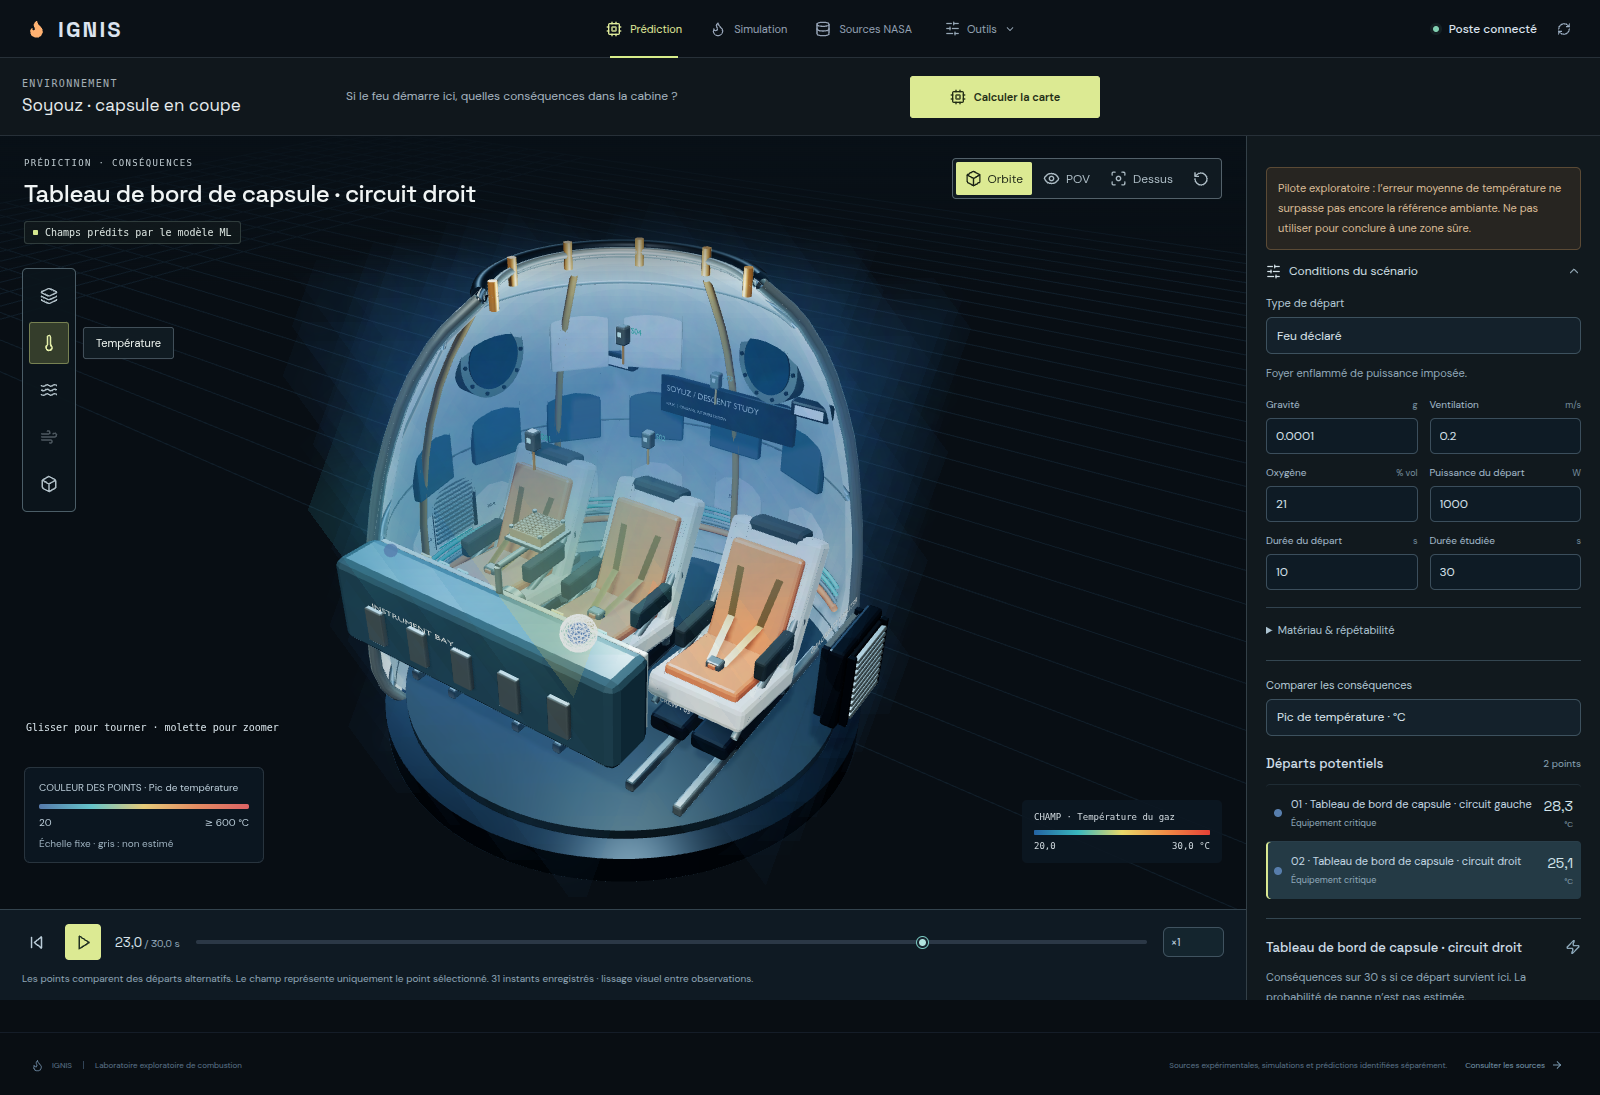 IGNIS
Prédiction
Simulation
Sources NASA
Outils
Poste connecté
ENVIRONNEMENT
Soyouz · capsule en coupe
Si le feu démarre ici, quelles conséquences dans la cabine ?
Calculer la carte
PRÉDICTION · CONSÉQUENCES
Tableau de bord de capsule · circuit droit
Champs prédits par le modèle ML
Orbite
POV
Dessus
Température
SOYUZ / DESCENT STUDY
INSTRUMENT BAY
Glisser pour tourner · molette pour zoomer
COULEUR DES POINTS · Pic de température
20
≥ 600 °C
Échelle fixe · gris : non estimé
CHAMP · Température du gaz
20,0
30,0 °C
23,0 / 30,0 s
×1
Les points comparent des départs alternatifs. Le champ représente uniquement le point sélectionné. 31 instants enregistrés · lissage visuel entre observations.
Pilote exploratoire : l'erreur moyenne de température ne
surpasse pas encore la référence ambiante. Ne pas
utiliser pour conclure à une zone sûre.
Conditions du scénario
Type de départ
Feu déclaré
Foyer enflammé de puissance imposée.
Gravité g
Ventilation m/s
0.0001
0.2
Oxygène % vol
Puissance du départ W
21
1000
Durée du départ s
Durée étudiée s
10
30
Matériau & répétabilité
Comparer les conséquences
Pic de température · °C
Départs potentiels
2 points
01 · Tableau de bord de capsule · circuit gauche
28,3
Équipement critique
°C
02 · Tableau de bord de capsule · circuit droit
25,1
Équipement critique
°C
Tableau de bord de capsule · circuit droit
Conséquences sur 30 s si ce départ survient ici. La
probabilité de panne n'est pas estimée.
IGNIS
Laboratoire exploratoire de combustion
Sources expérimentales, simulations et prédictions identifiées séparément.
Consulter les sources